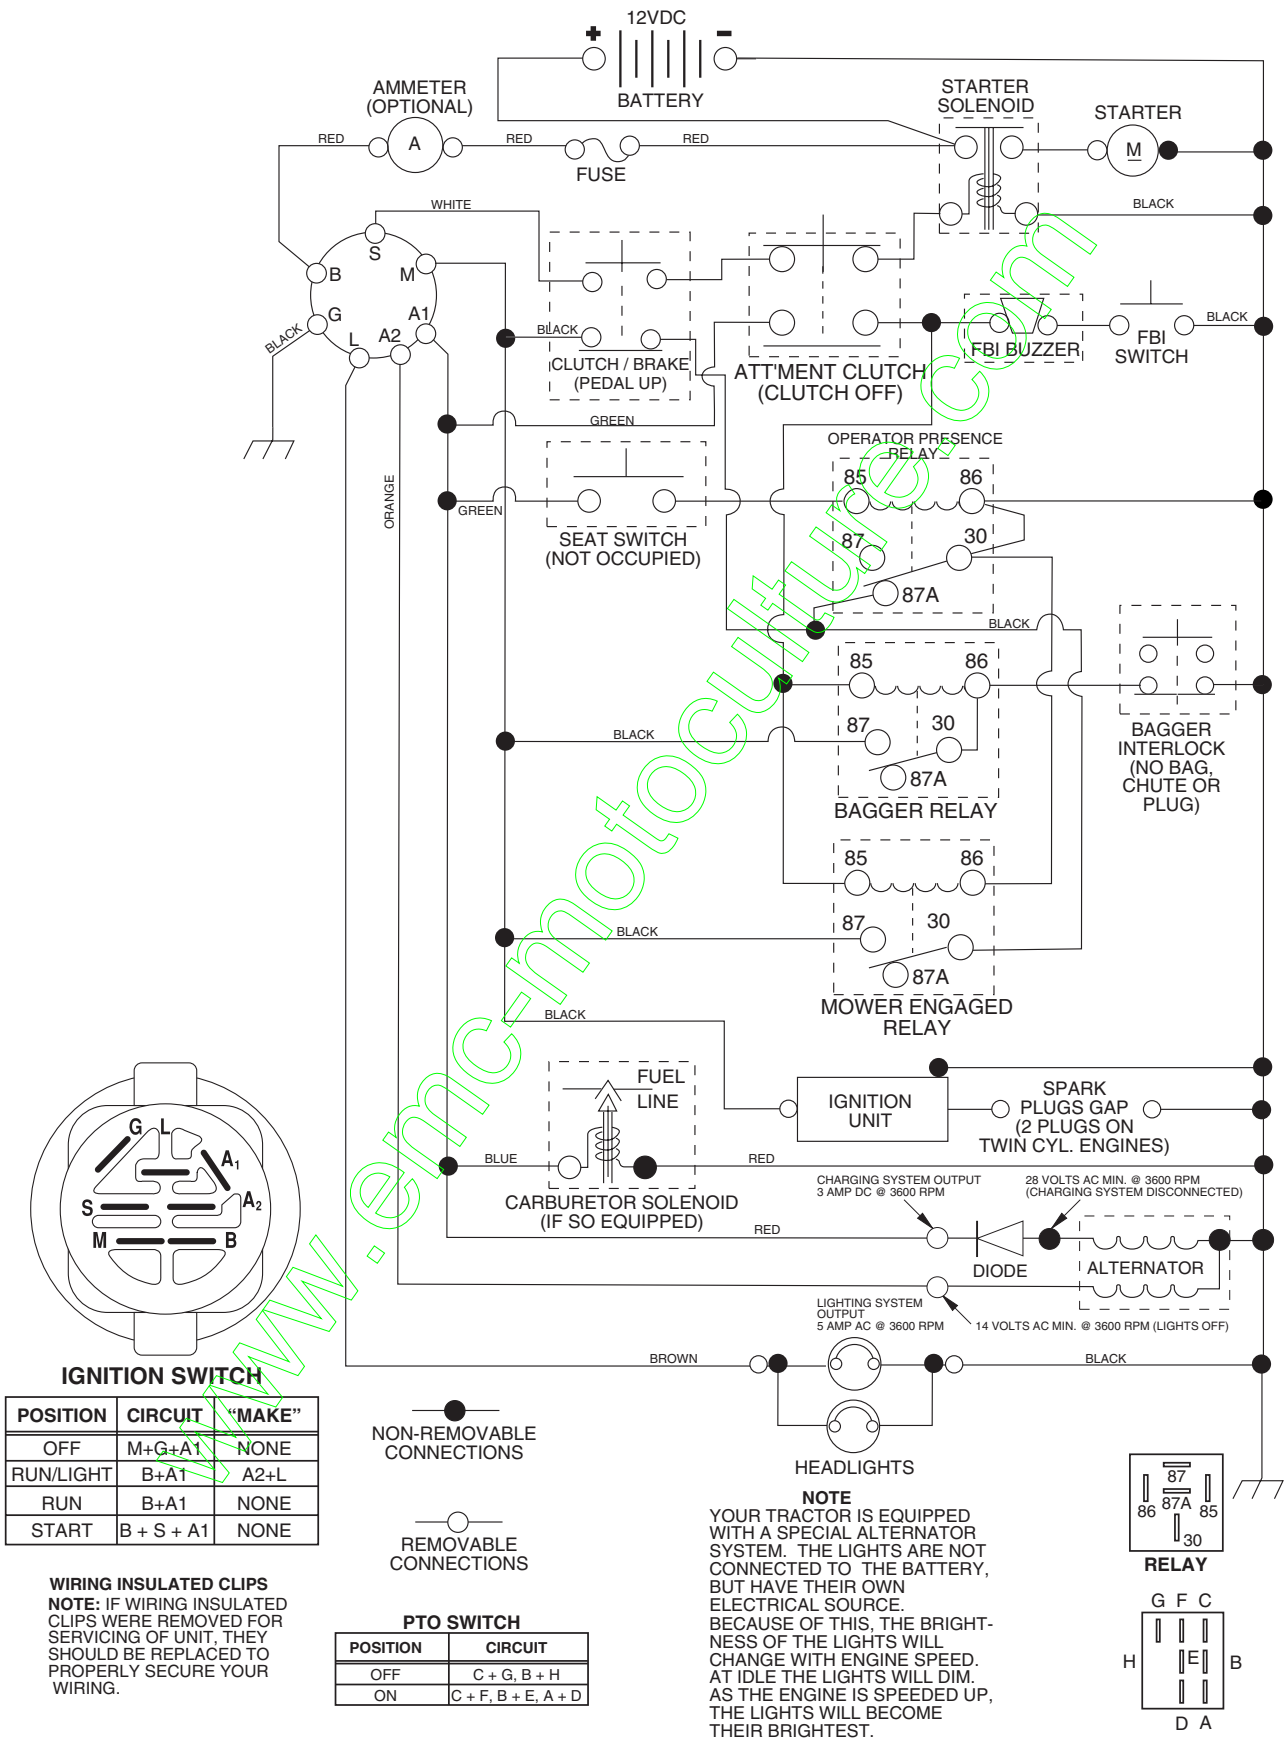 12VDC
+
-
BATTERY
AMMETER
(OPTIONAL)
STARTER
SOLENOID
STARTER
RED
A
RED
FUSE
RED
M
WHITE
BLACK
S
B
M
G
A1
A2
L
BLACK
BLACK
CLUTCH / BRAKE
(PEDAL UP)
ATT'MENT CLUTCH
(CLUTCH OFF)
FBI BUZZER
FBI
SWITCH
BLACK
GREEN
ORANGE
GREEN
SEAT SWITCH
(NOT OCCUPIED)
OPERATOR PRESENCE
RELAY
85
86
87
30
87A
BLACK
85
86
87
30
87A
BLACK
BAGGER RELAY
BAGGER
INTERLOCK
(NO BAG,
CHUTE OR
PLUG)
85
86
87
30
87A
BLACK
MOWER ENGAGED
RELAY
BLACK
FUEL
LINE
IGNITION
UNIT
SPARK
PLUGS GAP
(2 PLUGS ON
TWIN CYL. ENGINES)
BLUE
RED
CARBURETOR SOLENOID
(IF SO EQUIPPED)
CHARGING SYSTEM OUTPUT
3 AMP DC @ 3600 RPM
28 VOLTS AC MIN. @ 3600 RPM
(CHARGING SYSTEM DISCONNECTED)
RED
DIODE
ALTERNATOR
LIGHTING SYSTEM
OUTPUT
5 AMP AC @ 3600 RPM
14 VOLTS AC MIN. @ 3600 RPM (LIGHTS OFF)
BROWN
BLACK
HEADLIGHTS
G L
A1
S
A2
M
B
IGNITION SWITCH
POSITION CIRCUIT "MAKE"
OFF M+G+A1 NONE
RUN/LIGHT B+A1 A2+L
RUN B+A1 NONE
START B + S + A1 NONE
NON-REMOVABLE
CONNECTIONS
REMOVABLE
CONNECTIONS
WIRING INSULATED CLIPS
NOTE: IF WIRING INSULATED
CLIPS WERE REMOVED FOR
SERVICING OF UNIT, THEY
SHOULD BE REPLACED TO
PROPERLY SECURE YOUR
WIRING.
PTO SWITCH
POSITION CIRCUIT
OFF C + G, B + H
ON C + F, B + E, A + D
NOTE
YOUR TRACTOR IS EQUIPPED
WITH A SPECIAL ALTERNATOR
SYSTEM. THE LIGHTS ARE NOT
CONNECTED TO THE BATTERY,
BUT HAVE THEIR OWN
ELECTRICAL SOURCE.
BECAUSE OF THIS, THE BRIGHT-
NESS OF THE LIGHTS WILL
CHANGE WITH ENGINE SPEED.
AT IDLE THE LIGHTS WILL DIM.
AS THE ENGINE IS SPEEDED UP,
THE LIGHTS WILL BECOME
THEIR BRIGHTEST.
87
87A
86
85
30
RELAY
G F C
H
E
B
D A
www.emc-motoculture.com